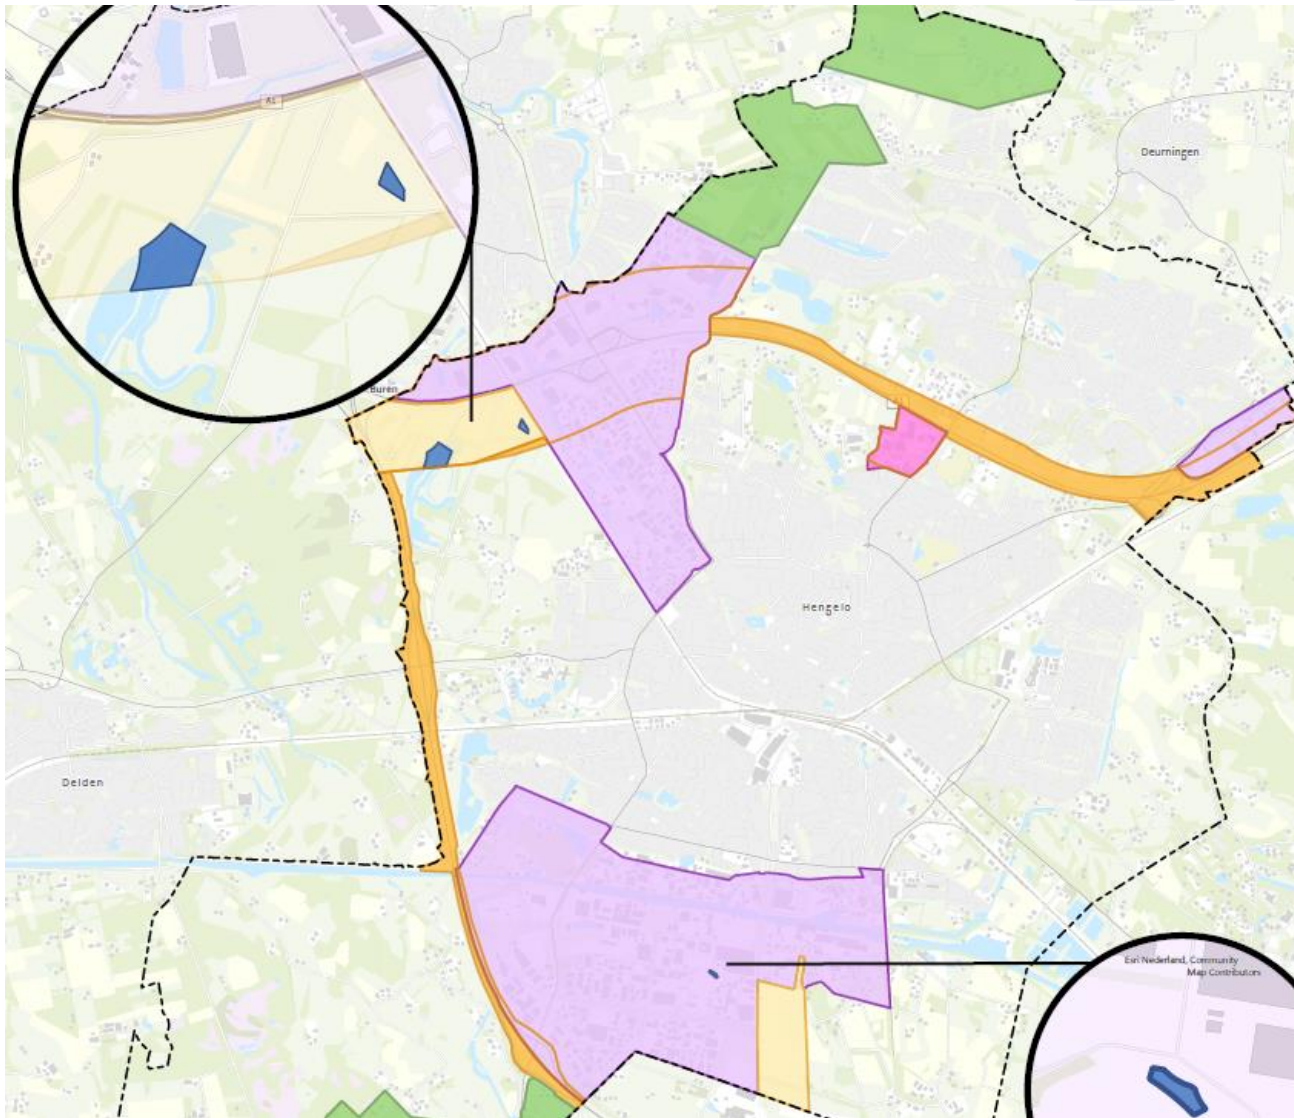 A1
Deurningen
Buren
Hengelo
Delden
Esri Nederland, Community
Map Contributors